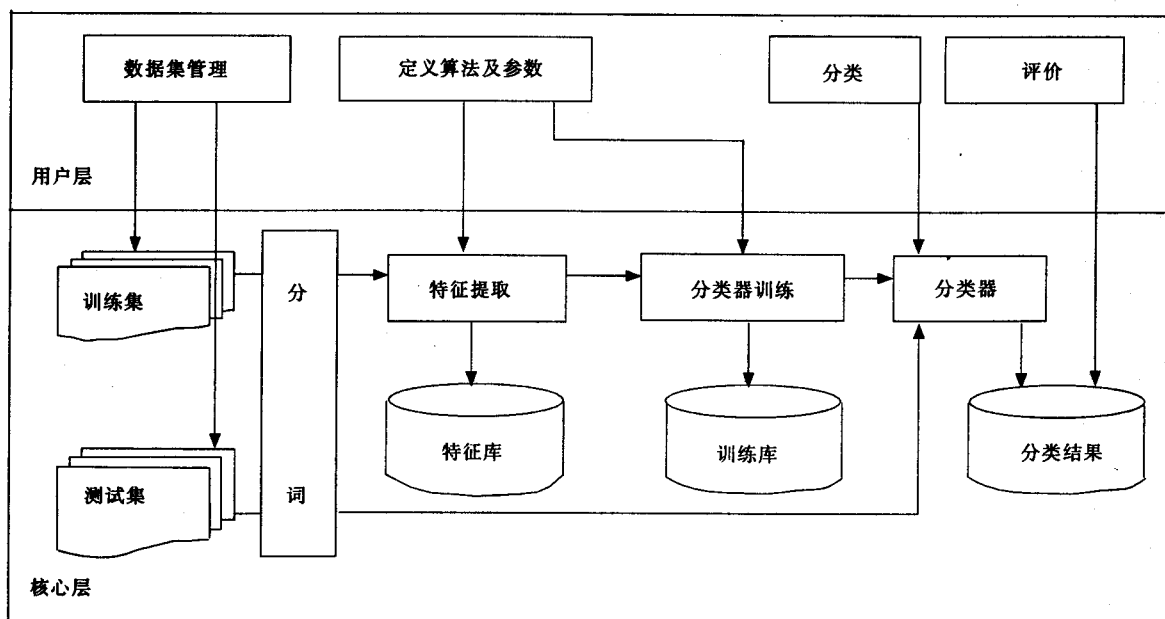 数据集管理
定义算法及参数
分类
评价
用户层
训练集
分
词
特征提取
分类器训练
分类器
特征库
训练库
分类结果
测试集
核心层